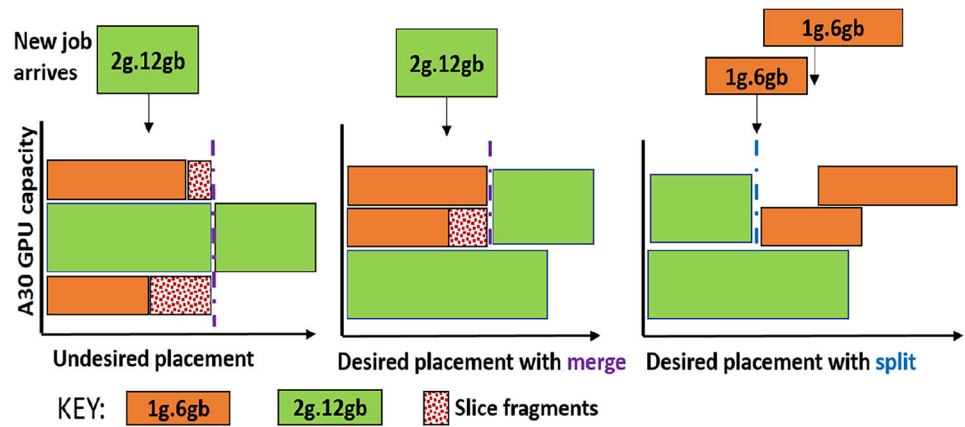 New job
arrives
2g.12gb
2g.12gb
1g.6gb
1g.6gb
A30 GPU capacity
Undesired placement
Desired placement with merge
Desired placement with split
KEY:
1g.6gb
2g.12gb
Slice fragments